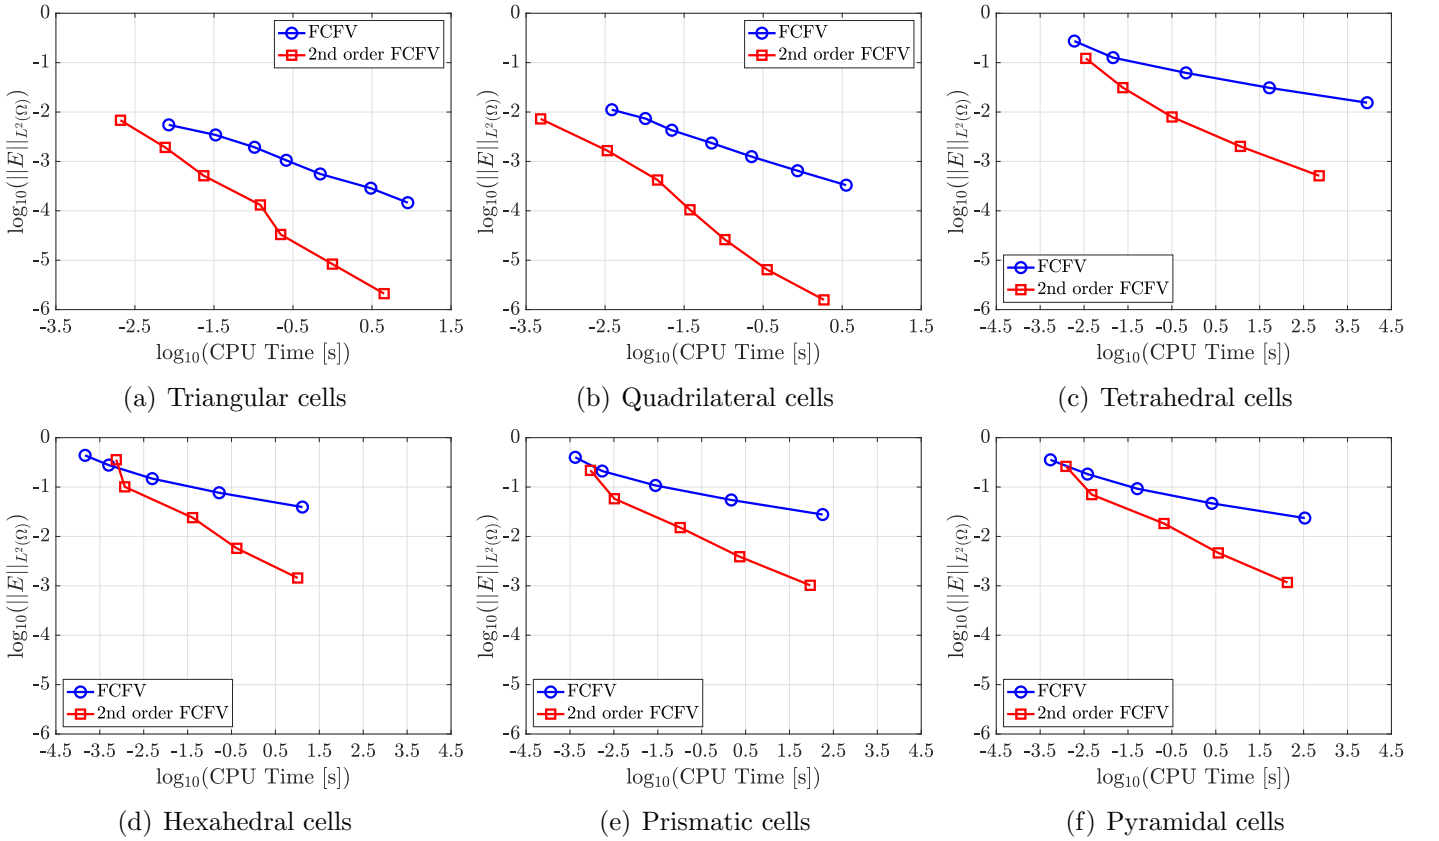 0
-1
-2
-3
-4
-5
-6
-3.5 -2.5 -1.5 -0.5 0.5 1.5
log10(||E||L2(Ω))
log10(CPU Time [s])
FCFV
2nd order FCFV
(a) Triangular cells
0
-1
-2
-3
-4
-5
-6
-3.5 -2.5 -1.5 -0.5 0.5 1.5
log10(||E||L2(Ω))
log10(CPU Time [s])
FCFV
2nd order FCFV
(b) Quadrilateral cells
0
-1
-2
-3
-4
-5
-6
-4.5 -3.5 -2.5 -1.5 -0.5 0.5 1.5 2.5 3.5 4.5
log10(||E||L2(Ω))
log10(CPU Time [s])
FCFV
2nd order FCFV
(c) Tetrahedral cells
0
-1
-2
-3
-4
-5
-6
-4.5 -3.5 -2.5 -1.5 -0.5 0.5 1.5 2.5 3.5 4.5
log10(||E||L2(Ω))
log10(CPU Time [s])
FCFV
2nd order FCFV
(d) Hexahedral cells
0
-1
-2
-3
-4
-5
-6
-4.5 -3.5 -2.5 -1.5 -0.5 0.5 1.5 2.5 3.5 4.5
log10(||E||L2(Ω))
log10(CPU Time [s])
FCFV
2nd order FCFV
(e) Prismatic cells
0
-1
-2
-3
-4
-5
-6
-4.5 -3.5 -2.5 -1.5 -0.5 0.5 1.5 2.5 3.5 4.5
log10(||E||L2(Ω))
log10(CPU Time [s])
FCFV
2nd order FCFV
(f) Pyramidal cells